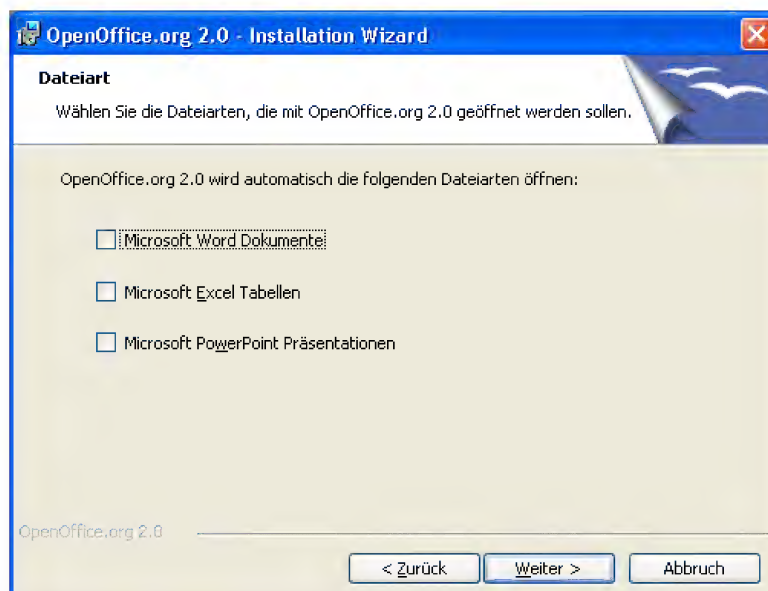 OpenOffice.org 2.0 - Installation Wizard
Dateiart
Wählen Sie die Dateiarten, die mit OpenOffice.org 2.0 geöffnet werden sollen.
OpenOffice.org 2.0 wird automatisch die folgenden Dateiarten öffnen:
Microsoft Word Dokumente
Microsoft Excel Tabellen
Microsoft PowerPoint Präsentationen
OpenOffice.org 2.0
< Zurück
Weiter >
Abbruch